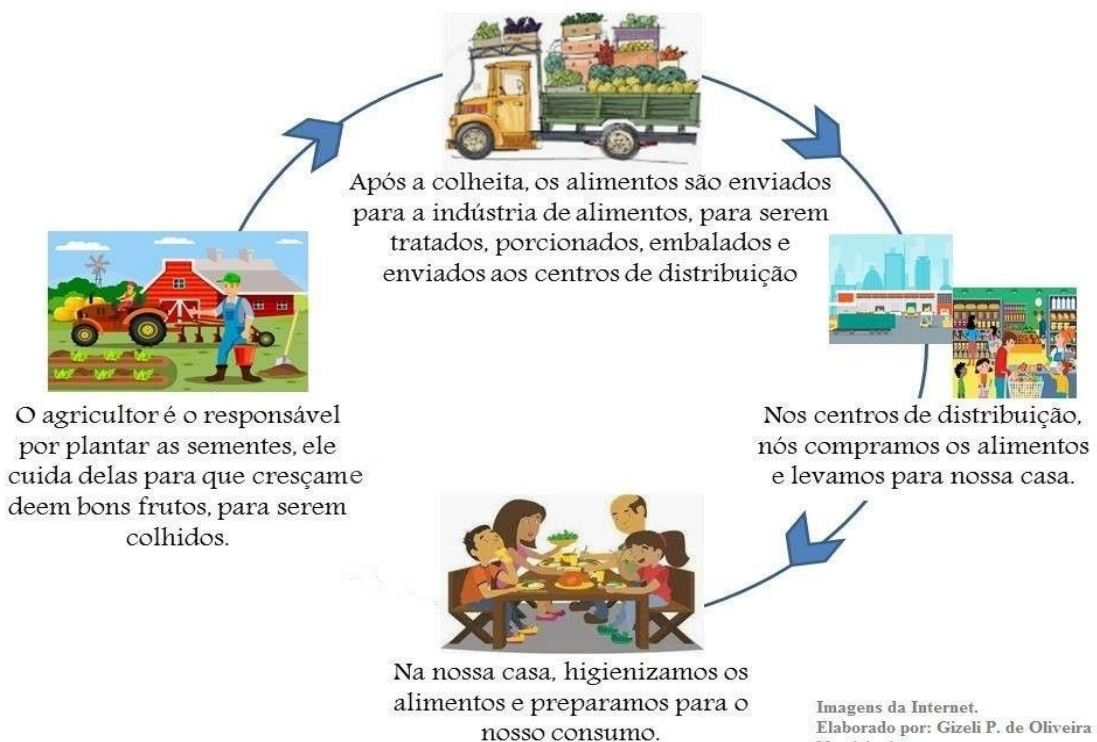 Após a colheita, os alimentos são enviados
para a indústria de alimentos, para serem
tratados, porcionados, embalados e
enviados aos centros de distribuição
O agricultor é o responsável
por plantar as sementes, ele
cuida delas para que cresçam e
deem bons frutos, para serem
colhidos.
Nos centros de distribuição,
nós compramos os alimentos
e levamos para nossa casa.
Na nossa casa, higienizamos os
alimentos e preparamos para o
nosso consumo.
Imagens da Internet.
Elaborado por: Gizeli P. de Oliveira